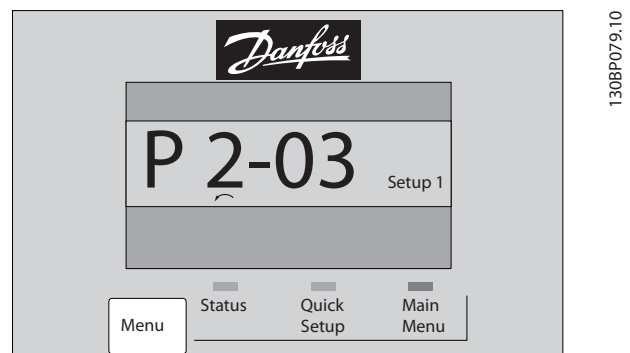 Danfoss
P 2-03
Setup 1
Status
Quick
Setup
Main
Menu
Menu
130BP079.10